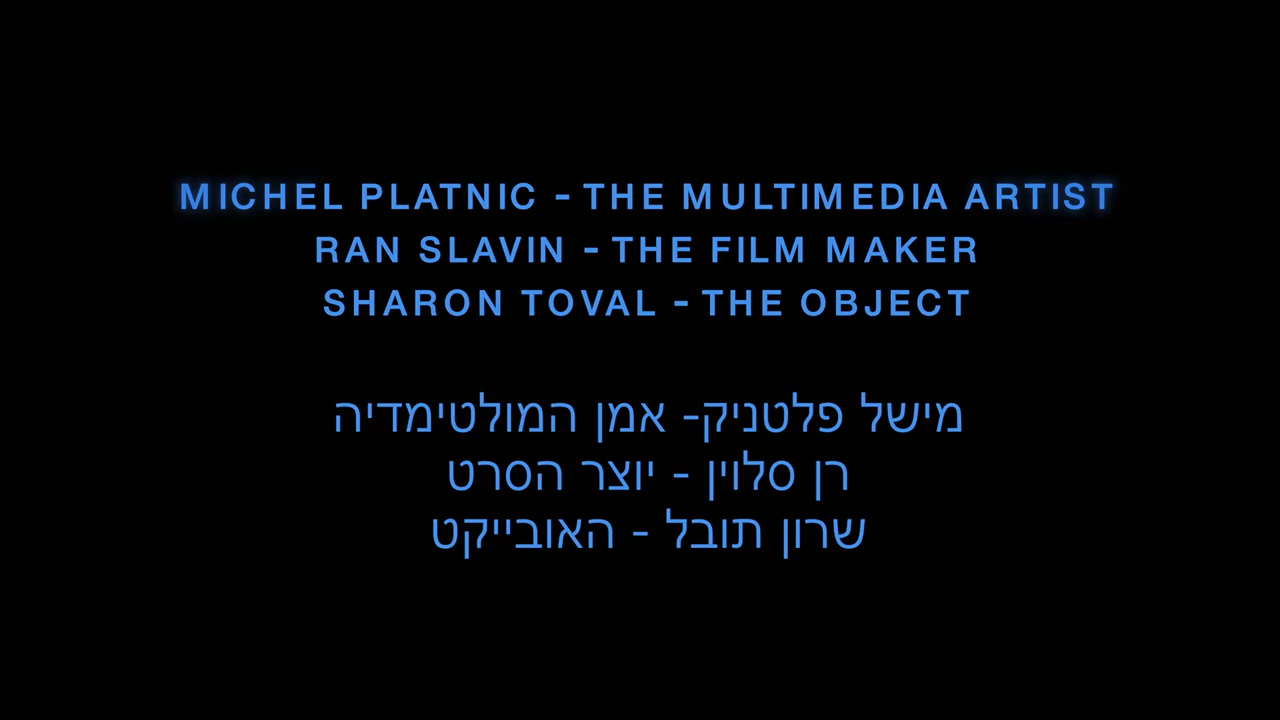 MICHEL PLATNIC - THE MULTIMEDIA ARTIST
RAN SLAVIN - THE FILM MAKER
SHARON TOVAL - THE OBJECT
מישל פלטניק- אמן המולטימדיה
רן סלוין - יוצר הסרט
שרון תובל - האובייקט